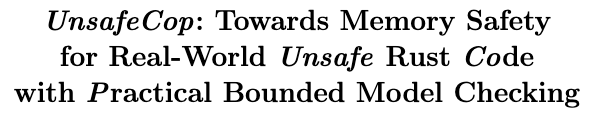 UnsafeCop: Towards Memory Safety
for Real-World Unsafe Rust Code
with Practical Bounded Model Checking